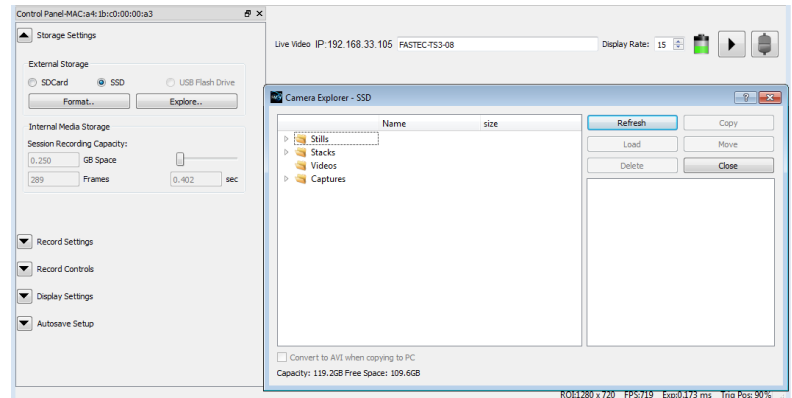 Control Panel-MAC:a4:1b:c0:00:00:a3
Storage Settings
External Storage
SDCard SSD USB Flash Drive
Format... Explore...
Internal Media Storage
Session Recording Capacity:
0.250 GB Space
289 Frames 0.402 sec
Record Settings
Record Controls
Display Settings
Autosave Setup
Live Video IP:192.168.33.105 FASTEC-TS3-08 Display Rate: 15
Camera Explorer - SSD
Name size
Stills
Stacks
Videos
Captures
Refresh Copy
Load Move
Delete Close
Convert to AVI when copying to PC
Capacity: 119.2GB Free Space: 109.6GB
ROI:1280 x 720 FPS:719 Exp:0.173 ms Trig Pos: 90%